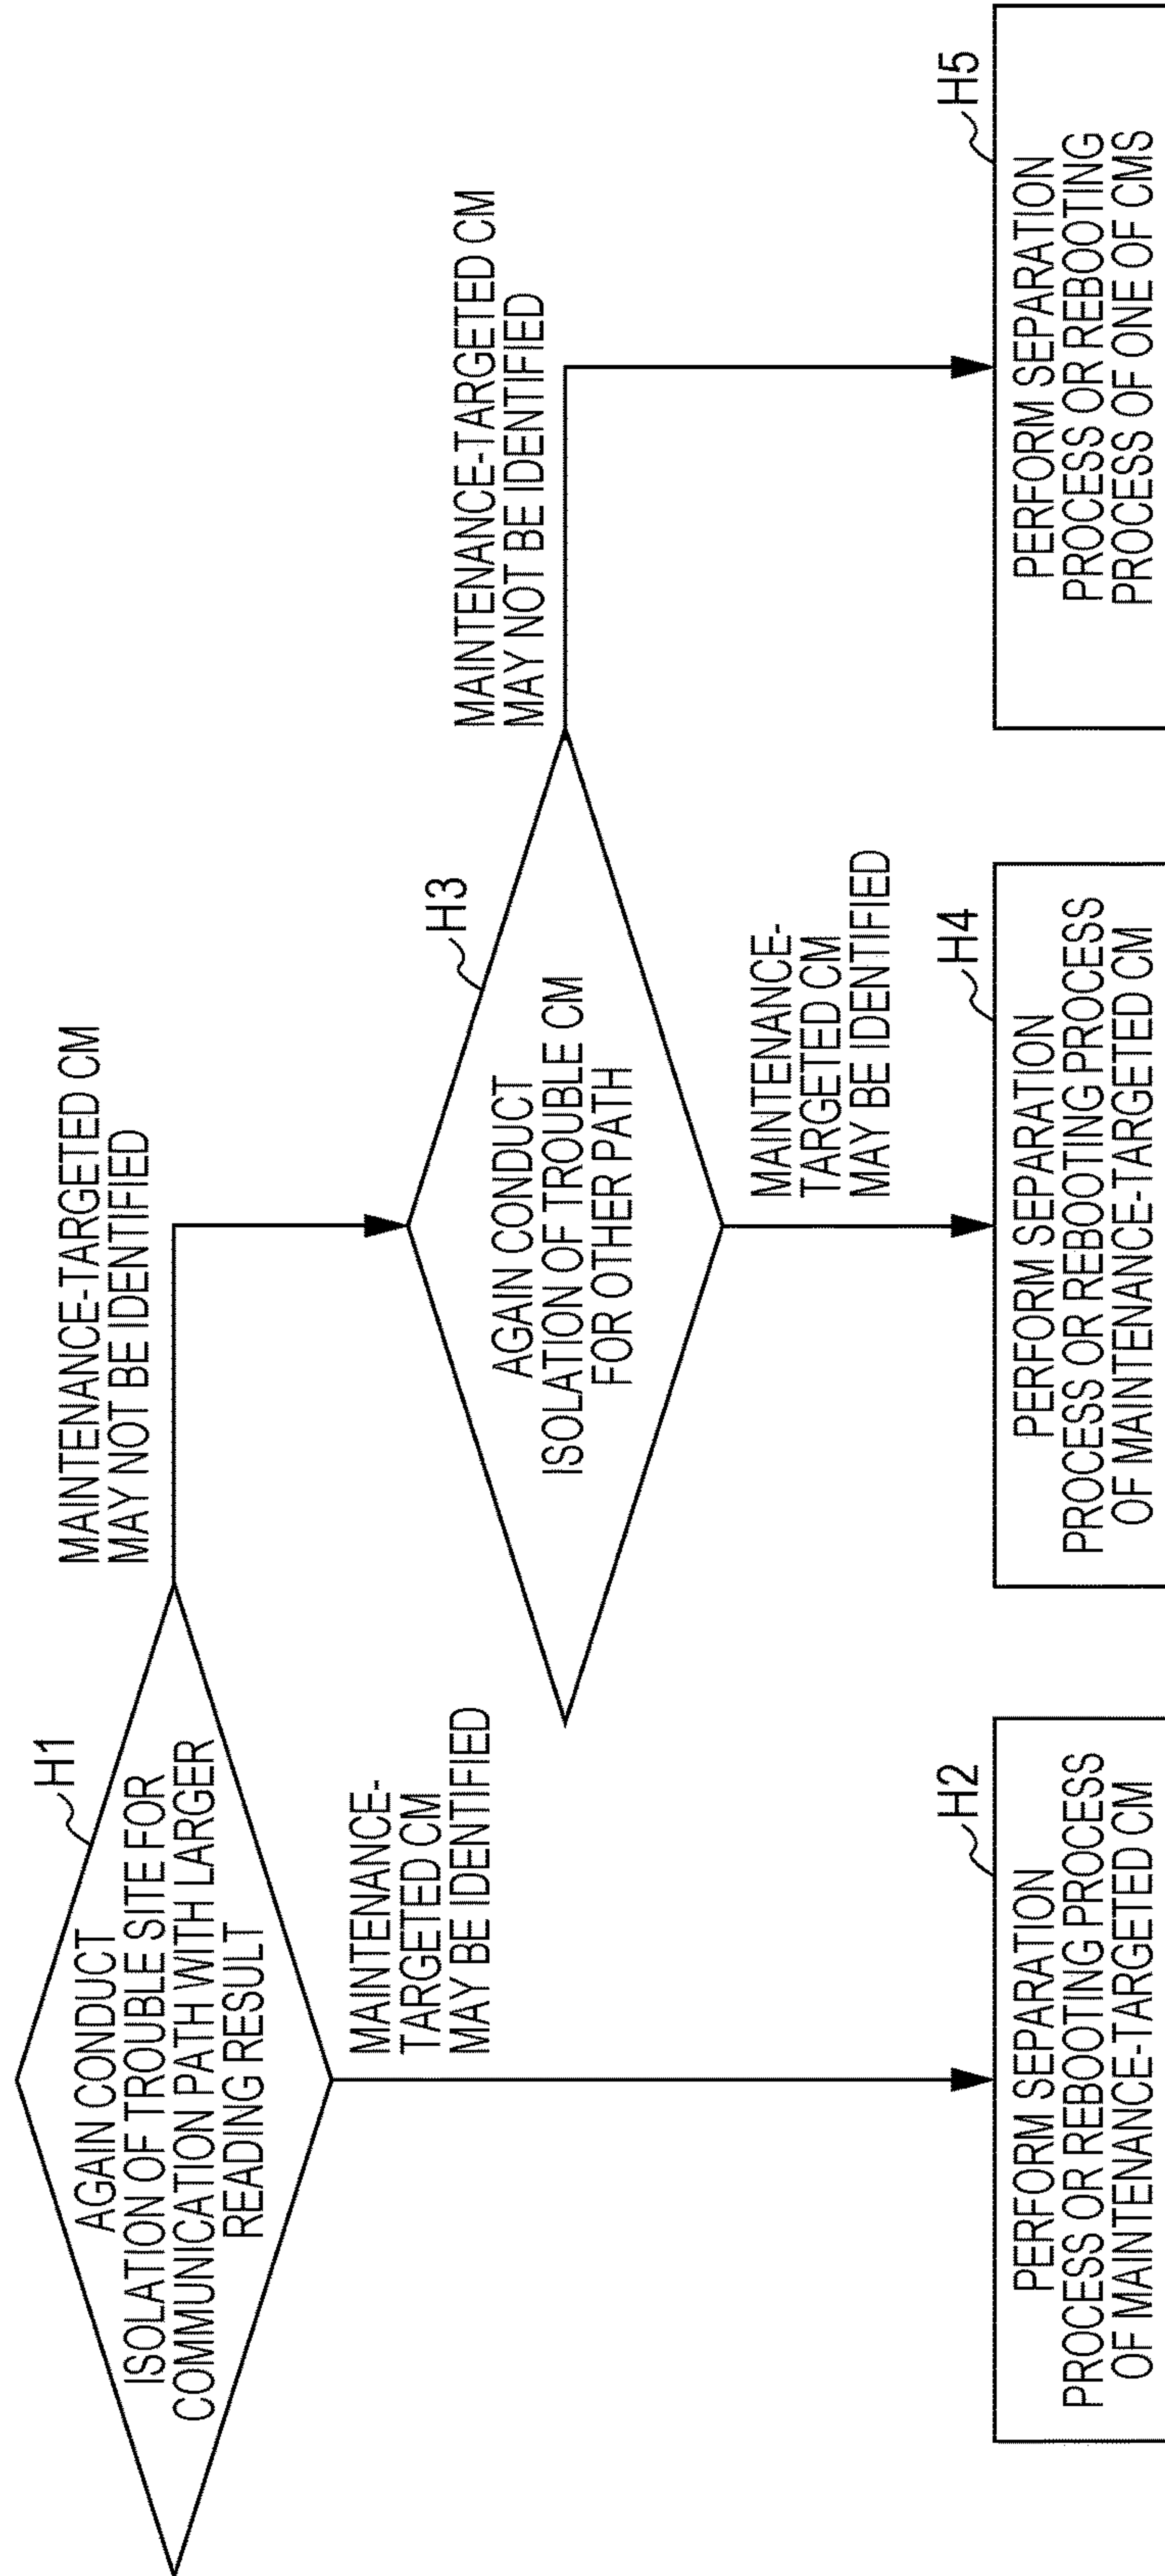 H1
AGAIN CONDUCT
ISOLATION OF TROUBLE SITE FOR
COMMUNICATION PATH WITH LARGER
READING RESULT
MAINTENANCE-TARGETED CM
MAY NOT BE IDENTIFIED
MAINTENANCE-
TARGETED CM
MAY BE IDENTIFIED
H3
AGAIN CONDUCT
ISOLATION OF TROUBLE CM
FOR OTHER PATH
MAINTENANCE-TARGETED CM
MAY NOT BE IDENTIFIED
MAINTENANCE-
TARGETED CM
MAY BE IDENTIFIED
H2
PERFORM SEPARATION
PROCESS OR REBOOTING PROCESS
OF MAINTENANCE-TARGETED CM
H4
PERFORM SEPARATION
PROCESS OR REBOOTING PROCESS
OF MAINTENANCE-TARGETED CM
H5
PERFORM SEPARATION
PROCESS OR REBOOTING
PROCESS OF ONE OF CMS